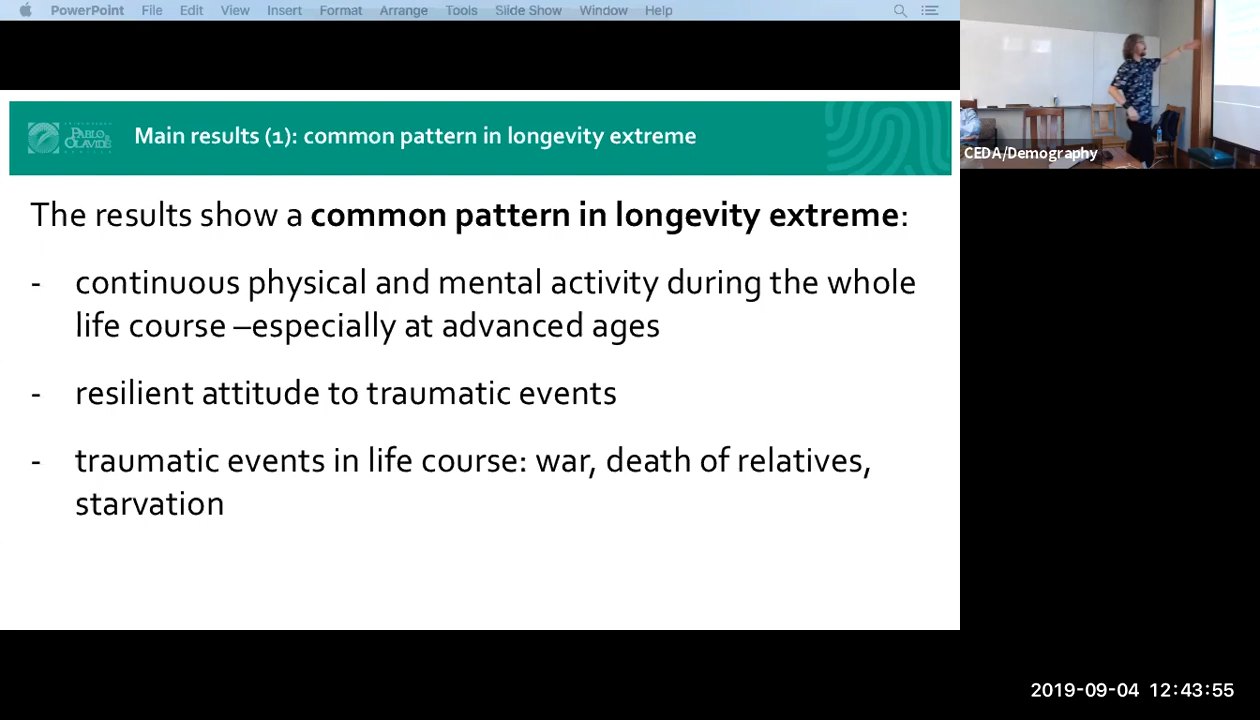 PowerPoint File Edit View Insert Format Arrange Tools Slide Show Window Help
CEDA/Demography
PABLO
OLAVIDE
Main results (1): common pattern in longevity extreme
The results show a common pattern in longevity extreme:
- continuous physical and mental activity during the whole
life course –especially at advanced ages
- resilient attitude to traumatic events
- traumatic events in life course: war, death of relatives,
starvation
2019-09-04 12:43:55